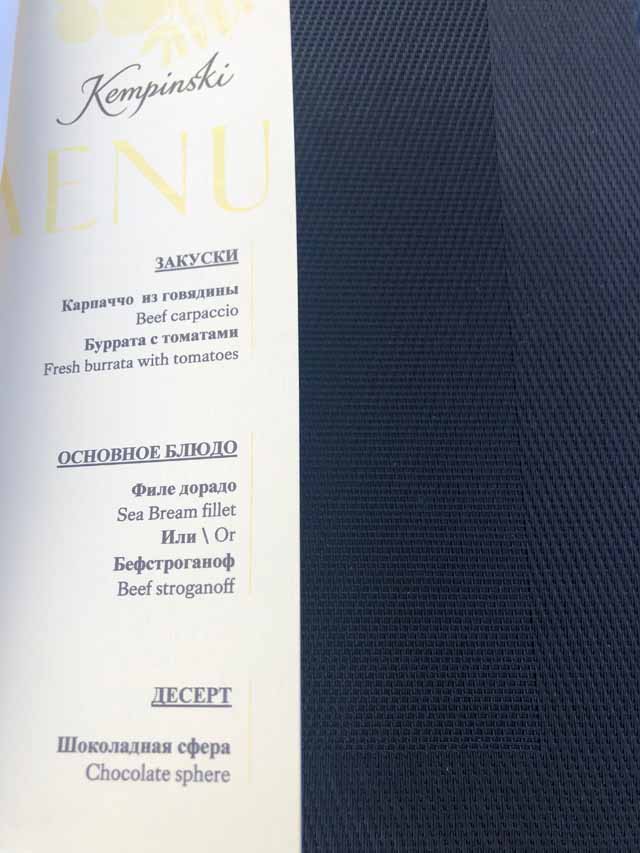 Kempinski
MENU
ЗАКУСКИ
Карпаччо из говядины
Beef carpaccio
Буррата с томатами
Fresh burrata with tomatoes
ОСНОВНОЕ БЛЮДО
Филе дорадо
Sea Bream fillet
Или \ Or
Бефстроганоф
Beef stroganoff
ДЕСЕРТ
Шоколадная сфера
Chocolate sphere